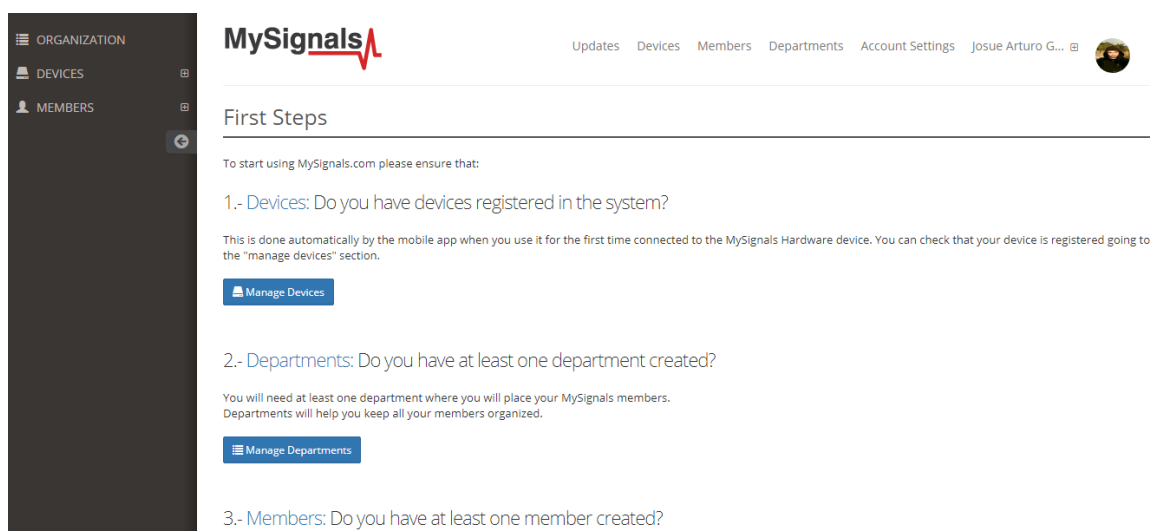 ORGANIZATION
DEVICES
MEMBERS
MySignals
Updates Devices Members Departments Account Settings Josue Arturo G...
First Steps
To start using MySignals.com please ensure that:
1.- Devices: Do you have devices registered in the system?
This is done automatically by the mobile app when you use it for the first time connected to the MySignals Hardware device. You can check that your device is registered going to
the "manage devices" section.
Manage Devices
2.- Departments: Do you have at least one department created?
You will need at least one department where you will place your MySignals members.
Departments will help you keep all your members organized.
Manage Departments
3.- Members: Do you have at least one member created?